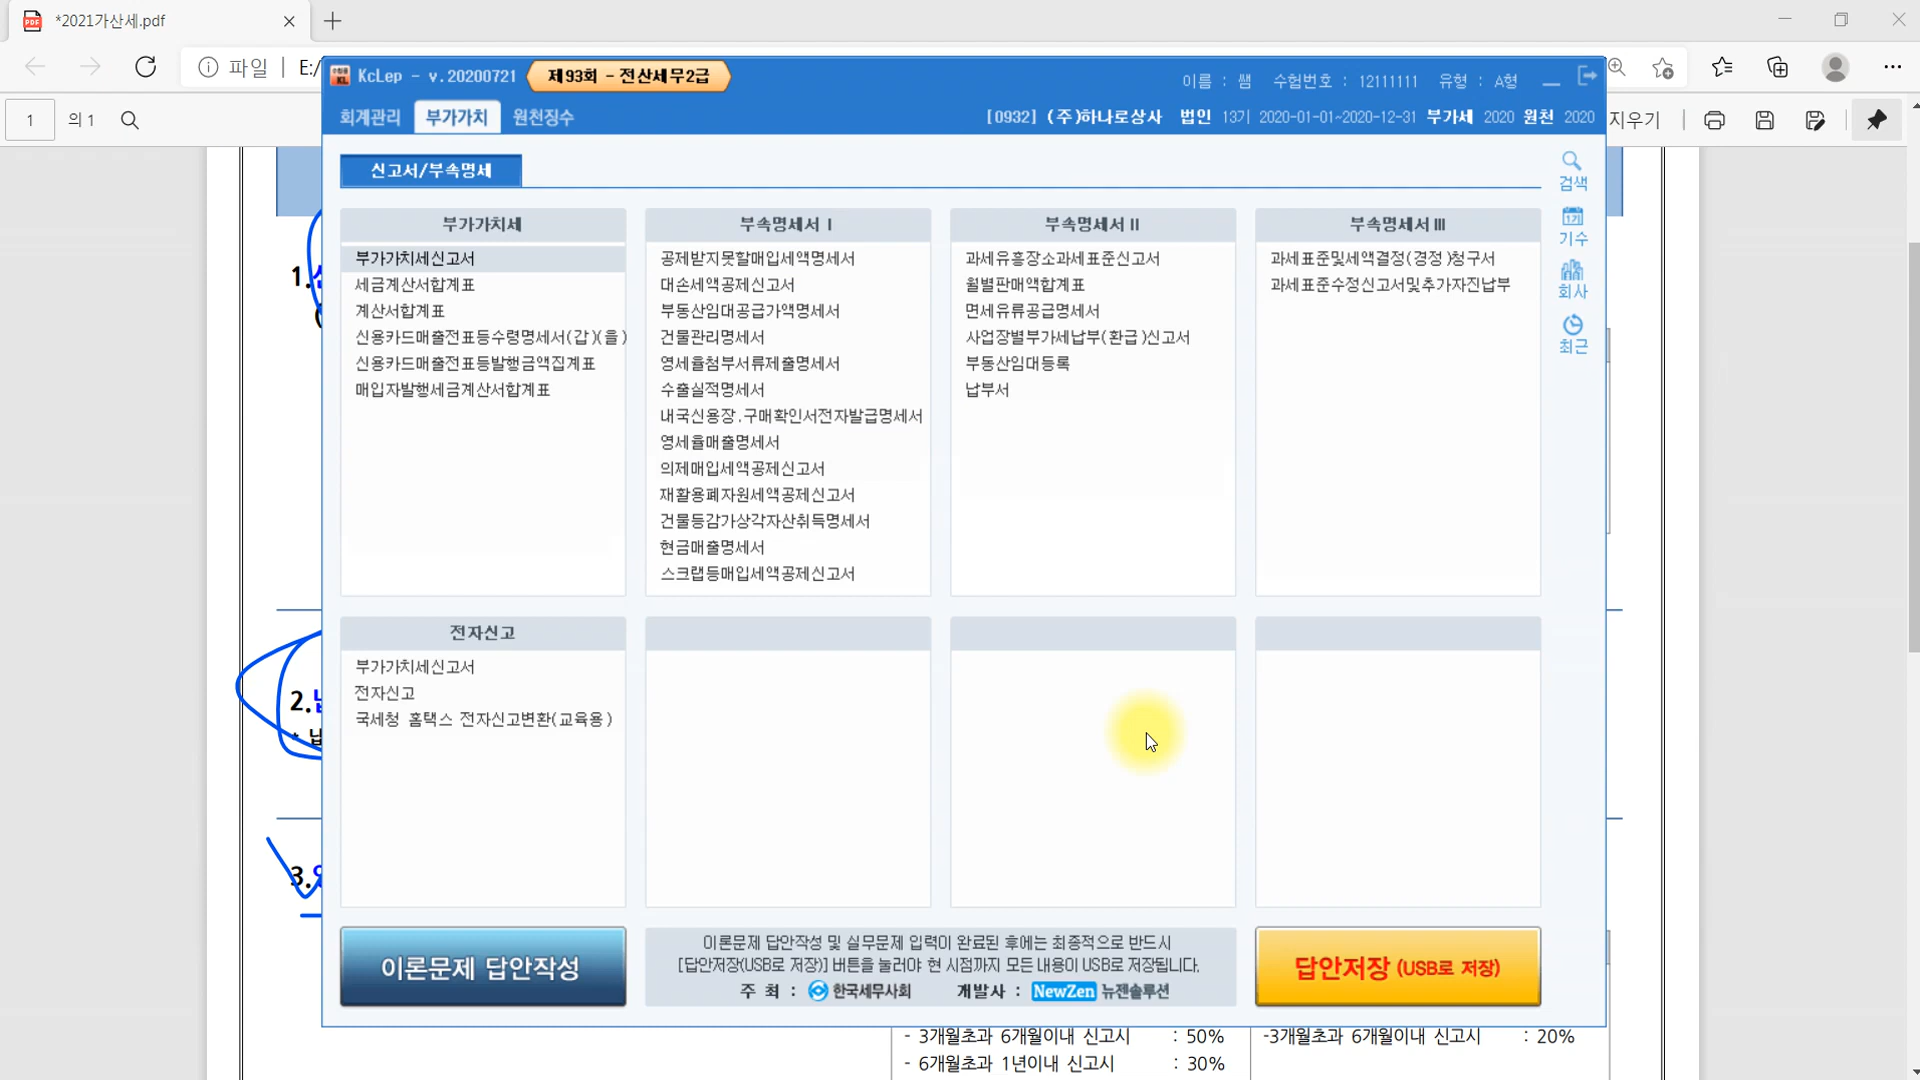 *2021가산세.pdf
파일 E:/
1 의 1
지우기
KcLep - v.20200721 제93회 - 전산세무2급
이름 : 쌤 수험번호 : 12111111 유형 : A형
회계관리 부가가치 원천징수
[0932] (주)하나로상사 법인 13기 2020-01-01~2020-12-31 부가세 2020 원천 2020
신고서/부속명세
검색
기수
회사
최근
부가가치세
부가가치세신고서
세금계산서합계표
계산서합계표
신용카드매출전표등수령명세서(갑)(을)
신용카드매출전표등발행금액집계표
매입자발행세금계산서합계표
부속명세서 I
공제받지못할매입세액명세서
대손세액공제신고서
부동산임대공급가액명세서
건물관리명세서
영세율첨부서류제출명세서
수출실적명세서
내국신용장.구매확인서전자발급명세서
영세율매출명세서
의제매입세액공제신고서
재활용폐자원세액공제신고서
건물등감가상각자산취득명세서
현금매출명세서
스크랩등매입세액공제신고서
부속명세서 II
과세유흥장소과세표준신고서
월별판매액합계표
면세유류공급명세서
사업장별부가세납부(환급)신고서
부동산임대등록
납부서
부속명세서 III
과세표준및세액결정(경정)청구서
과세표준수정신고서및추가자진납부
전자신고
부가가치세신고서
전자신고
국세청 홈택스 전자신고변환(교육용)
1.
2.
3.
이론문제 답안작성
이론문제 답안작성 및 실무문제 입력이 완료된 후에는 최종적으로 반드시
[답안저장(USB로 저장)] 버튼을 눌러야 현 시점까지 모든 내용이 USB로 저장됩니다.
주 최 : 한국세무사회 개발사 : NewZen 뉴젠솔루션
답안저장 (USB로 저장)
- 3개월초과 6개월이내 신고시 : 50%
-3개월초과 6개월이내 신고시 : 20%
- 6개월초과 1년이내 신고시 : 30%